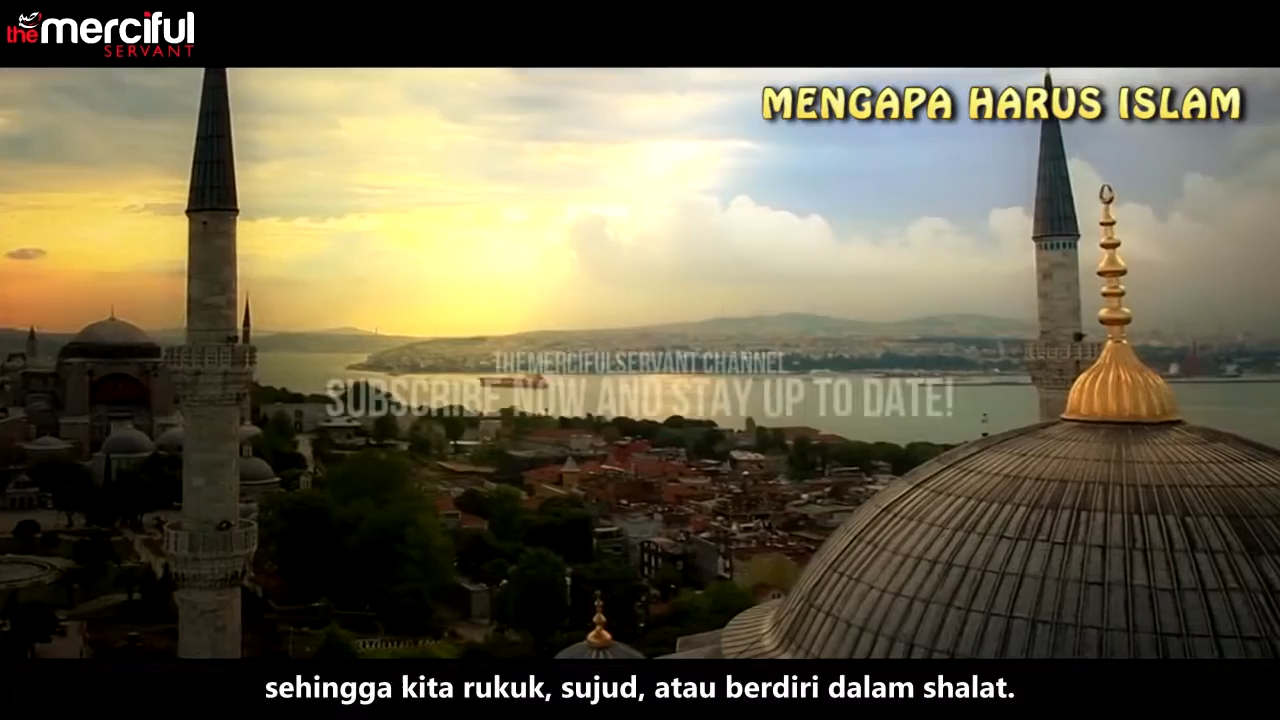 the merciful
SERVANT
MENGAPA HARUS ISLAM
- THEMERCIFULSERVANT CHANNEL -
SUBSCRIBE NOW AND STAY UP TO DATE!
sehingga kita rukuk, sujud, atau berdiri dalam shalat.